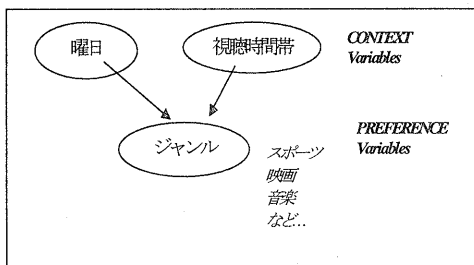 曜日
視聴時間帯
CONTEXT
Variables
ジャンル
PREFERENCE
Variables
スポーツ
映画
音楽
など...